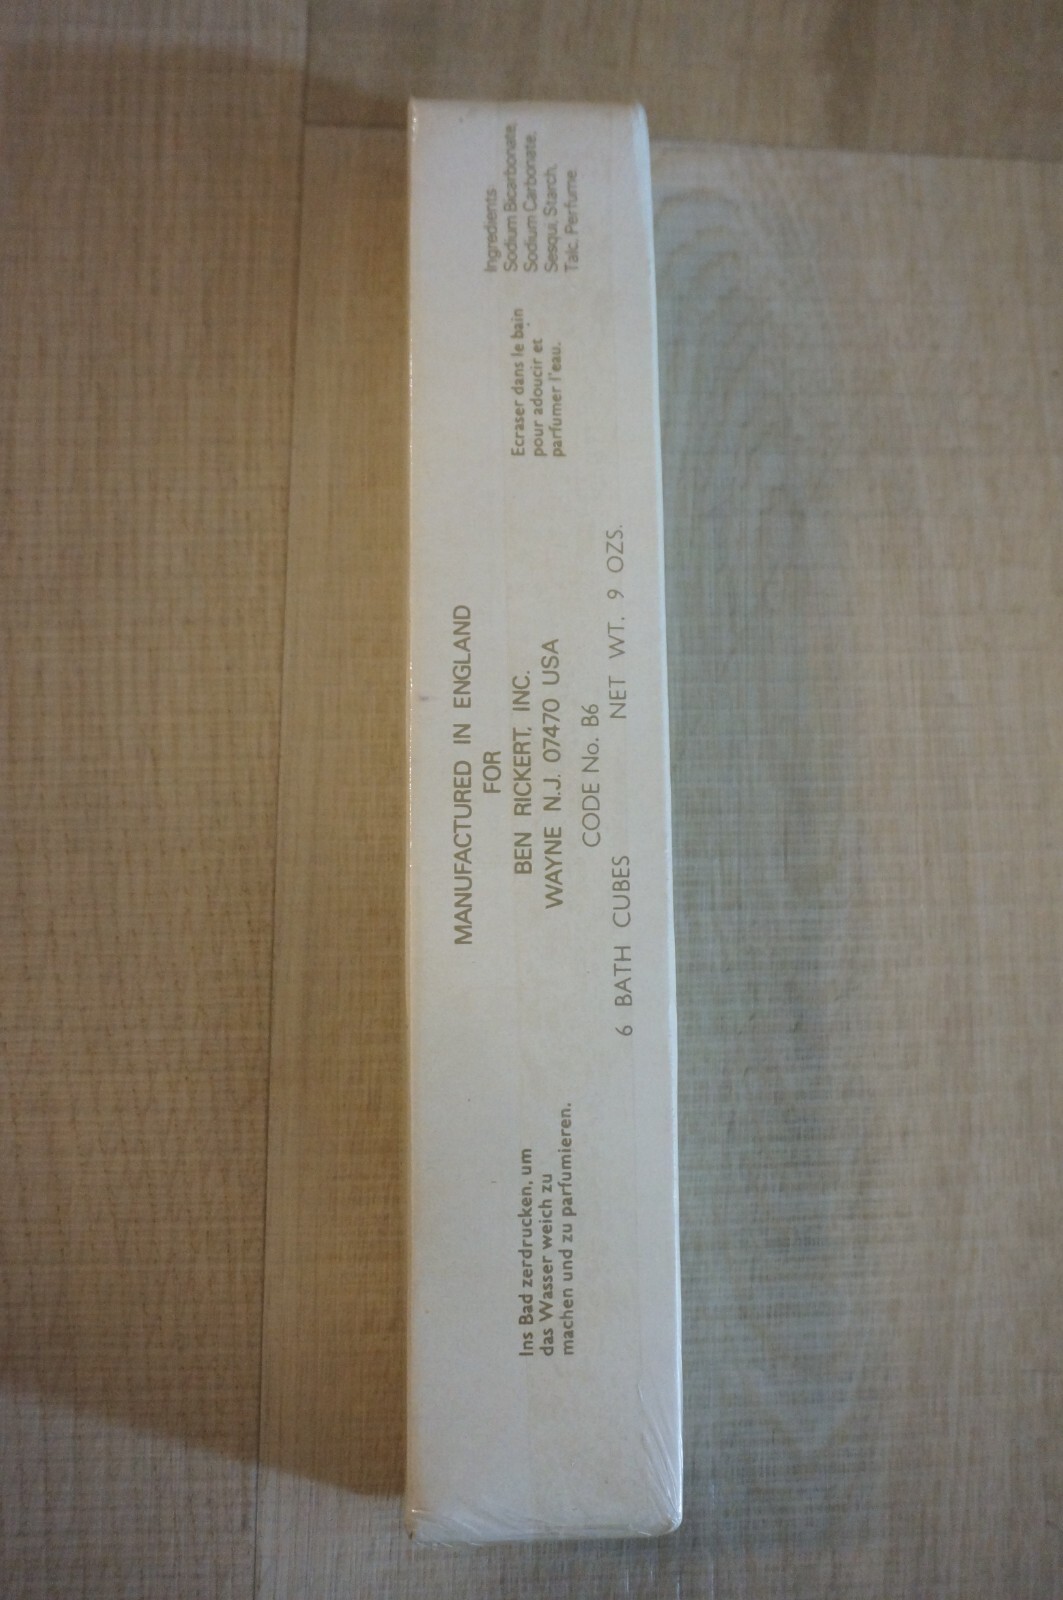 Ins Bad zerdrucken, um
das Wasser weich zu
machen und zu parfumieren.
MANUFACTURED IN ENGLAND
FOR
BEN RICKERT, INC.
WAYNE N.J. 07470 USA
CODE No. B6
6 BATH CUBES NET WT. 9 OZS.
Ecraser dans le bain
pour adoucir et
parfumer l'eau.
Ingredients
Sodium Bicarbonate,
Sodium Carbonate,
Sesqui, Starch,
Talc, Perfume